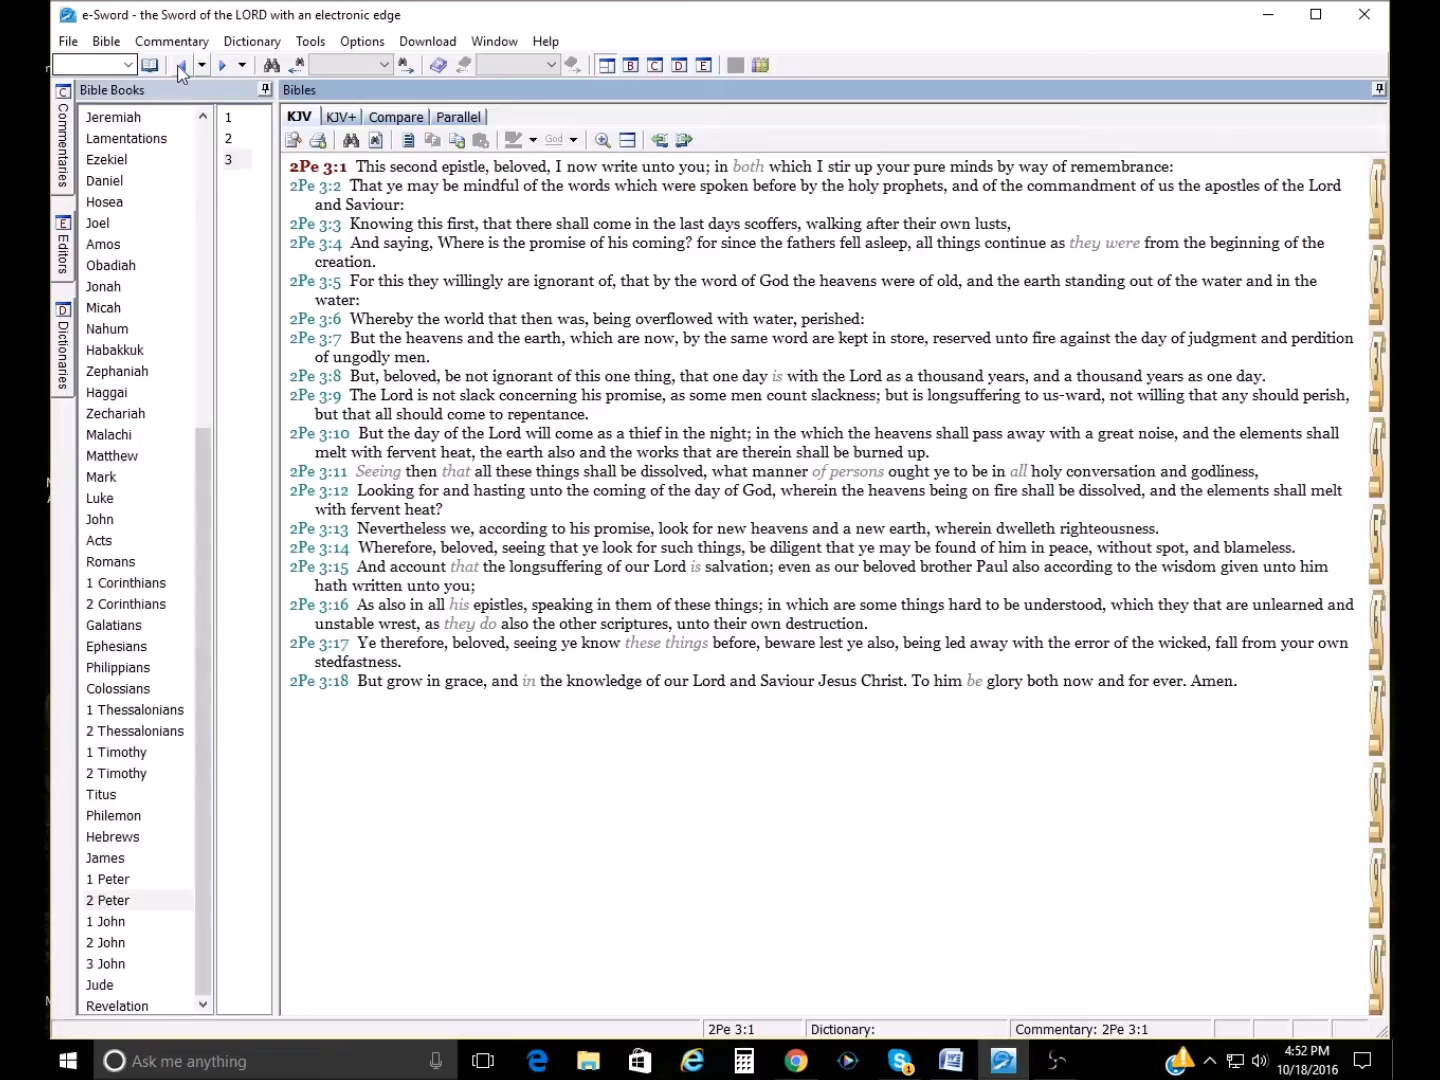 e-Sword - the Sword of the LORD with an electronic edge
File Bible Commentary Dictionary Tools Options Download Window Help
B C D E
Bible Books
Bibles
C Commentaries
E Editors
D Dictionaries
Jeremiah
Lamentations
Ezekiel
Daniel
Hosea
Joel
Amos
Obadiah
Jonah
Micah
Nahum
Habakkuk
Zephaniah
Haggai
Zechariah
Malachi
Matthew
Mark
Luke
John
Acts
Romans
1 Corinthians
2 Corinthians
Galatians
Ephesians
Philippians
Colossians
1 Thessalonians
2 Thessalonians
1 Timothy
2 Timothy
Titus
Philemon
Hebrews
James
1 Peter
2 Peter
1 John
2 John
3 John
Jude
Revelation
1
2
3
KJV KJV+ Compare Parallel
God
2Pe 3:1 This second epistle, beloved, I now write unto you; in both which I stir up your pure minds by way of remembrance:
2Pe 3:2 That ye may be mindful of the words which were spoken before by the holy prophets, and of the commandment of us the apostles of the Lord
and Saviour:
2Pe 3:3 Knowing this first, that there shall come in the last days scoffers, walking after their own lusts,
2Pe 3:4 And saying, Where is the promise of his coming? for since the fathers fell asleep, all things continue as they were from the beginning of the
creation.
2Pe 3:5 For this they willingly are ignorant of, that by the word of God the heavens were of old, and the earth standing out of the water and in the
water:
2Pe 3:6 Whereby the world that then was, being overflowed with water, perished:
2Pe 3:7 But the heavens and the earth, which are now, by the same word are kept in store, reserved unto fire against the day of judgment and perdition
of ungodly men.
2Pe 3:8 But, beloved, be not ignorant of this one thing, that one day is with the Lord as a thousand years, and a thousand years as one day.
2Pe 3:9 The Lord is not slack concerning his promise, as some men count slackness; but is longsuffering to us-ward, not willing that any should perish,
but that all should come to repentance.
2Pe 3:10 But the day of the Lord will come as a thief in the night; in the which the heavens shall pass away with a great noise, and the elements shall
melt with fervent heat, the earth also and the works that are therein shall be burned up.
2Pe 3:11 Seeing then that all these things shall be dissolved, what manner of persons ought ye to be in all holy conversation and godliness,
2Pe 3:12 Looking for and hasting unto the coming of the day of God, wherein the heavens being on fire shall be dissolved, and the elements shall melt
with fervent heat?
2Pe 3:13 Nevertheless we, according to his promise, look for new heavens and a new earth, wherein dwelleth righteousness.
2Pe 3:14 Wherefore, beloved, seeing that ye look for such things, be diligent that ye may be found of him in peace, without spot, and blameless.
2Pe 3:15 And account that the longsuffering of our Lord is salvation; even as our beloved brother Paul also according to the wisdom given unto him
hath written unto you;
2Pe 3:16 As also in all his epistles, speaking in them of these things; in which are some things hard to be understood, which they that are unlearned and
unstable wrest, as they do also the other scriptures, unto their own destruction.
2Pe 3:17 Ye therefore, beloved, seeing ye know these things before, beware lest ye also, being led away with the error of the wicked, fall from your own
stedfastness.
2Pe 3:18 But grow in grace, and in the knowledge of our Lord and Saviour Jesus Christ. To him be glory both now and for ever. Amen.
2Pe 3:1 Dictionary: Commentary: 2Pe 3:1
Ask me anything
4:52 PM
10/18/2016